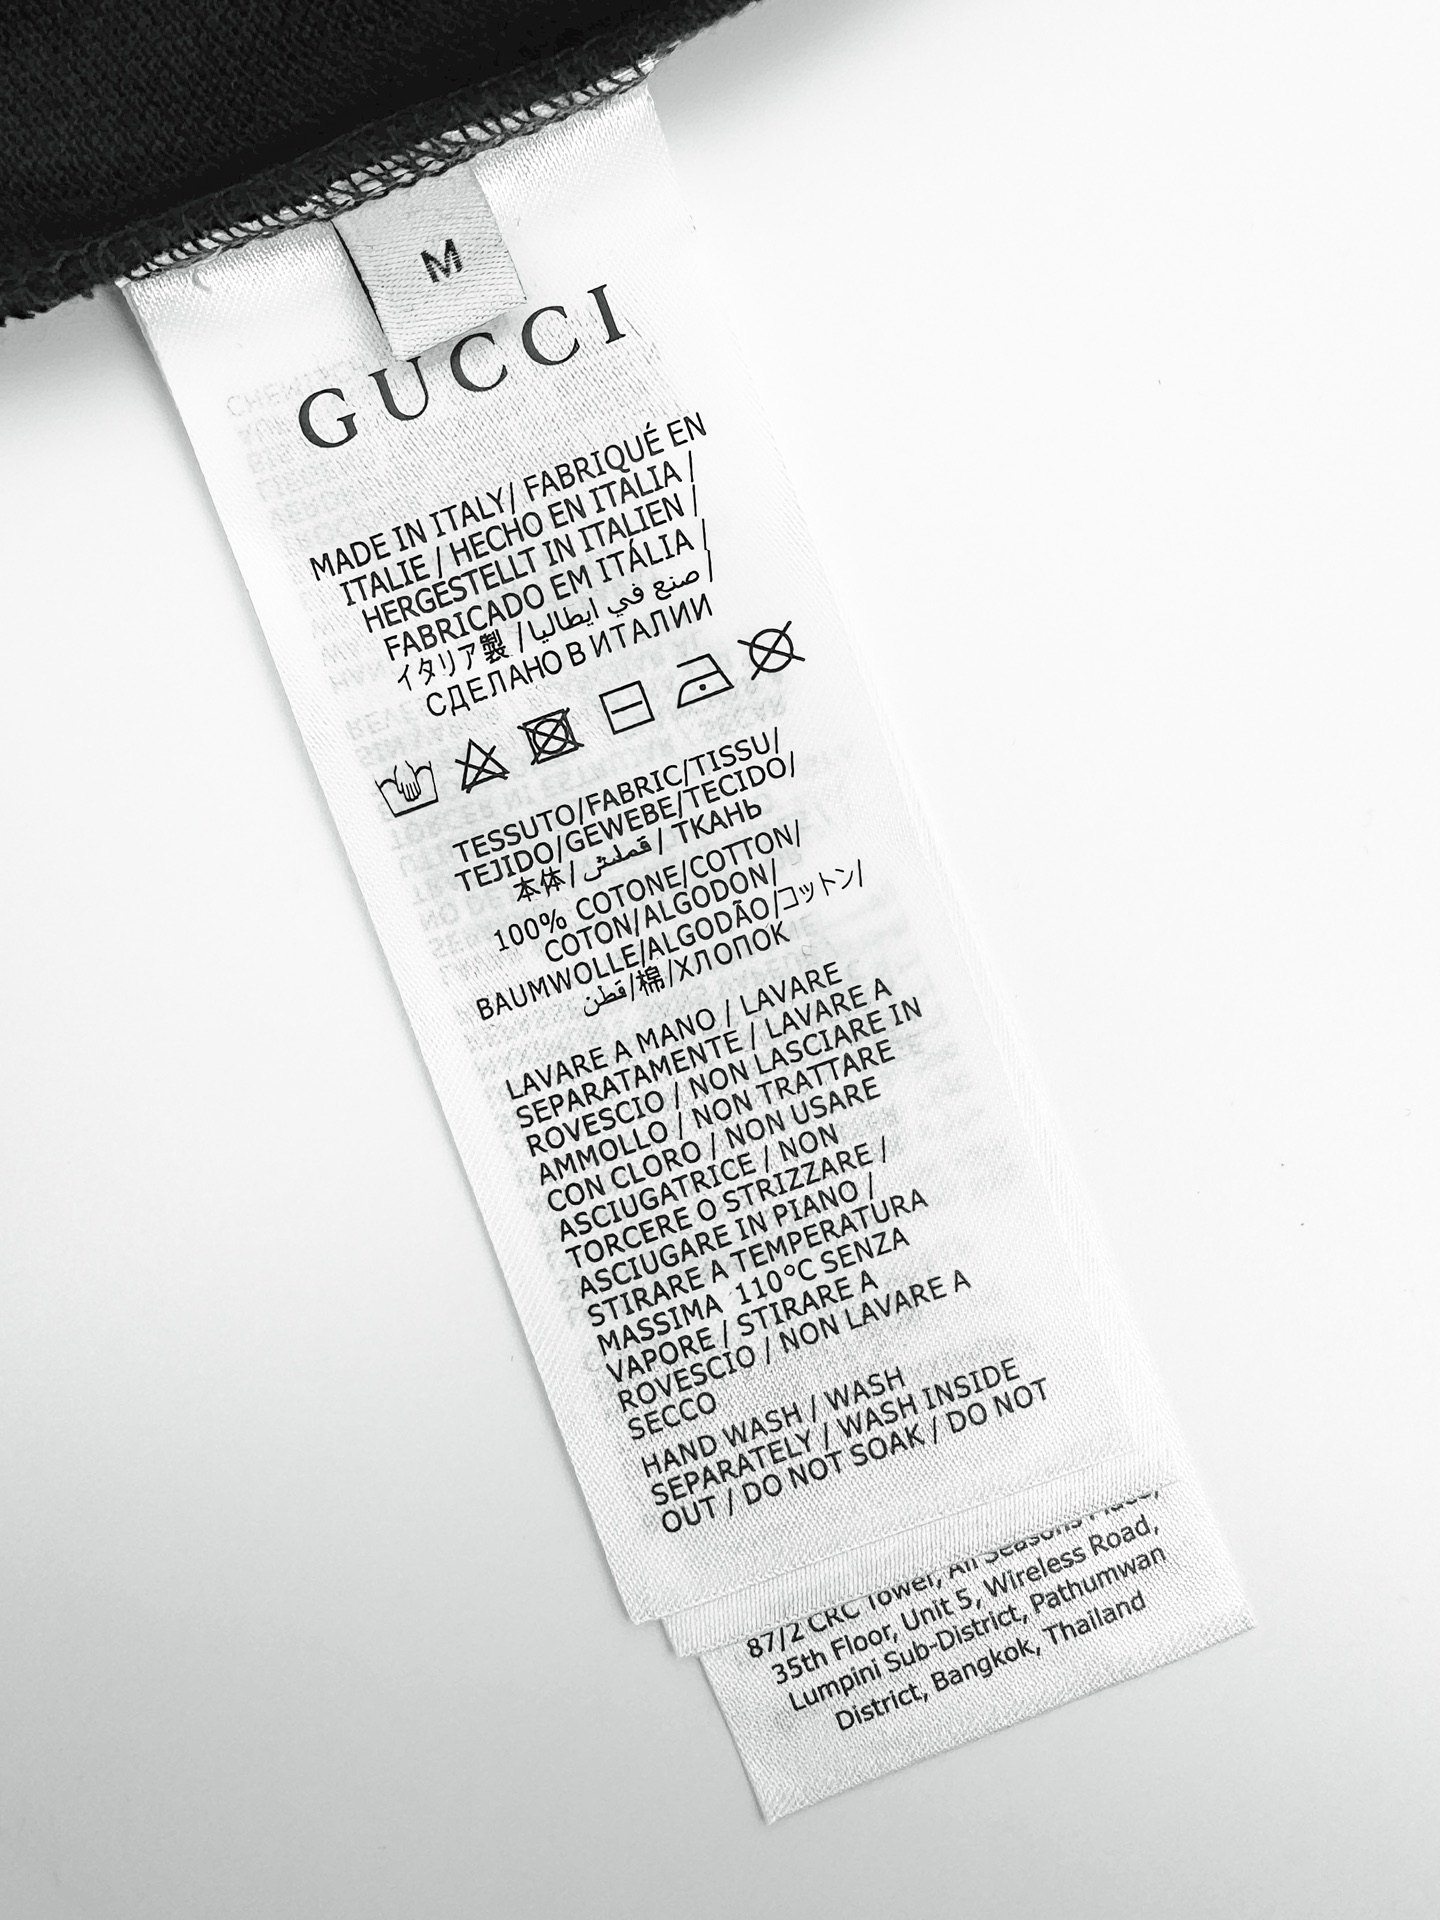 M
GUCCI
MADE IN ITALY/ FABRIQUÉ EN
ITALIE / HECHO EN ITALIA /
HERGESTELLT IN ITALIEN /
FABRICADO EM ITÁLIA /
صنع في ايطاليا /
イタリア製 /
СДЕЛАНО В ИТАЛИИ
TESSUTO/FABRIC/TISSU/
TEJIDO/GEWEBE/TECIDO/
本体/ قملش / ТКАНЬ
100% COTONE/COTTON/
COTON/ALGODON/
BAUMWOLLE/ALGODÃO/コットン/
قطن/棉/ХЛОПОК
LAVARE A MANO / LAVARE
SEPARATAMENTE / LAVARE A
ROVESCIO / NON LASCIARE IN
AMMOLLO / NON TRATTARE
CON CLORO / NON USARE
ASCIUGATRICE / NON
TORCERE O STRIZZARE /
ASCIUGARE IN PIANO /
STIRARE A TEMPERATURA
MASSIMA 110°C SENZA
VAPORE / STIRARE A
ROVESCIO / NON LAVARE A
SECCO
HAND WASH / WASH
SEPARATELY / WASH INSIDE
OUT / DO NOT SOAK / DO NOT
87/2 CRC Tower, All Seasons Place,
35th Floor, Unit 5, Wireless Road,
Lumpini Sub-District, Pathumwan
District, Bangkok, Thailand